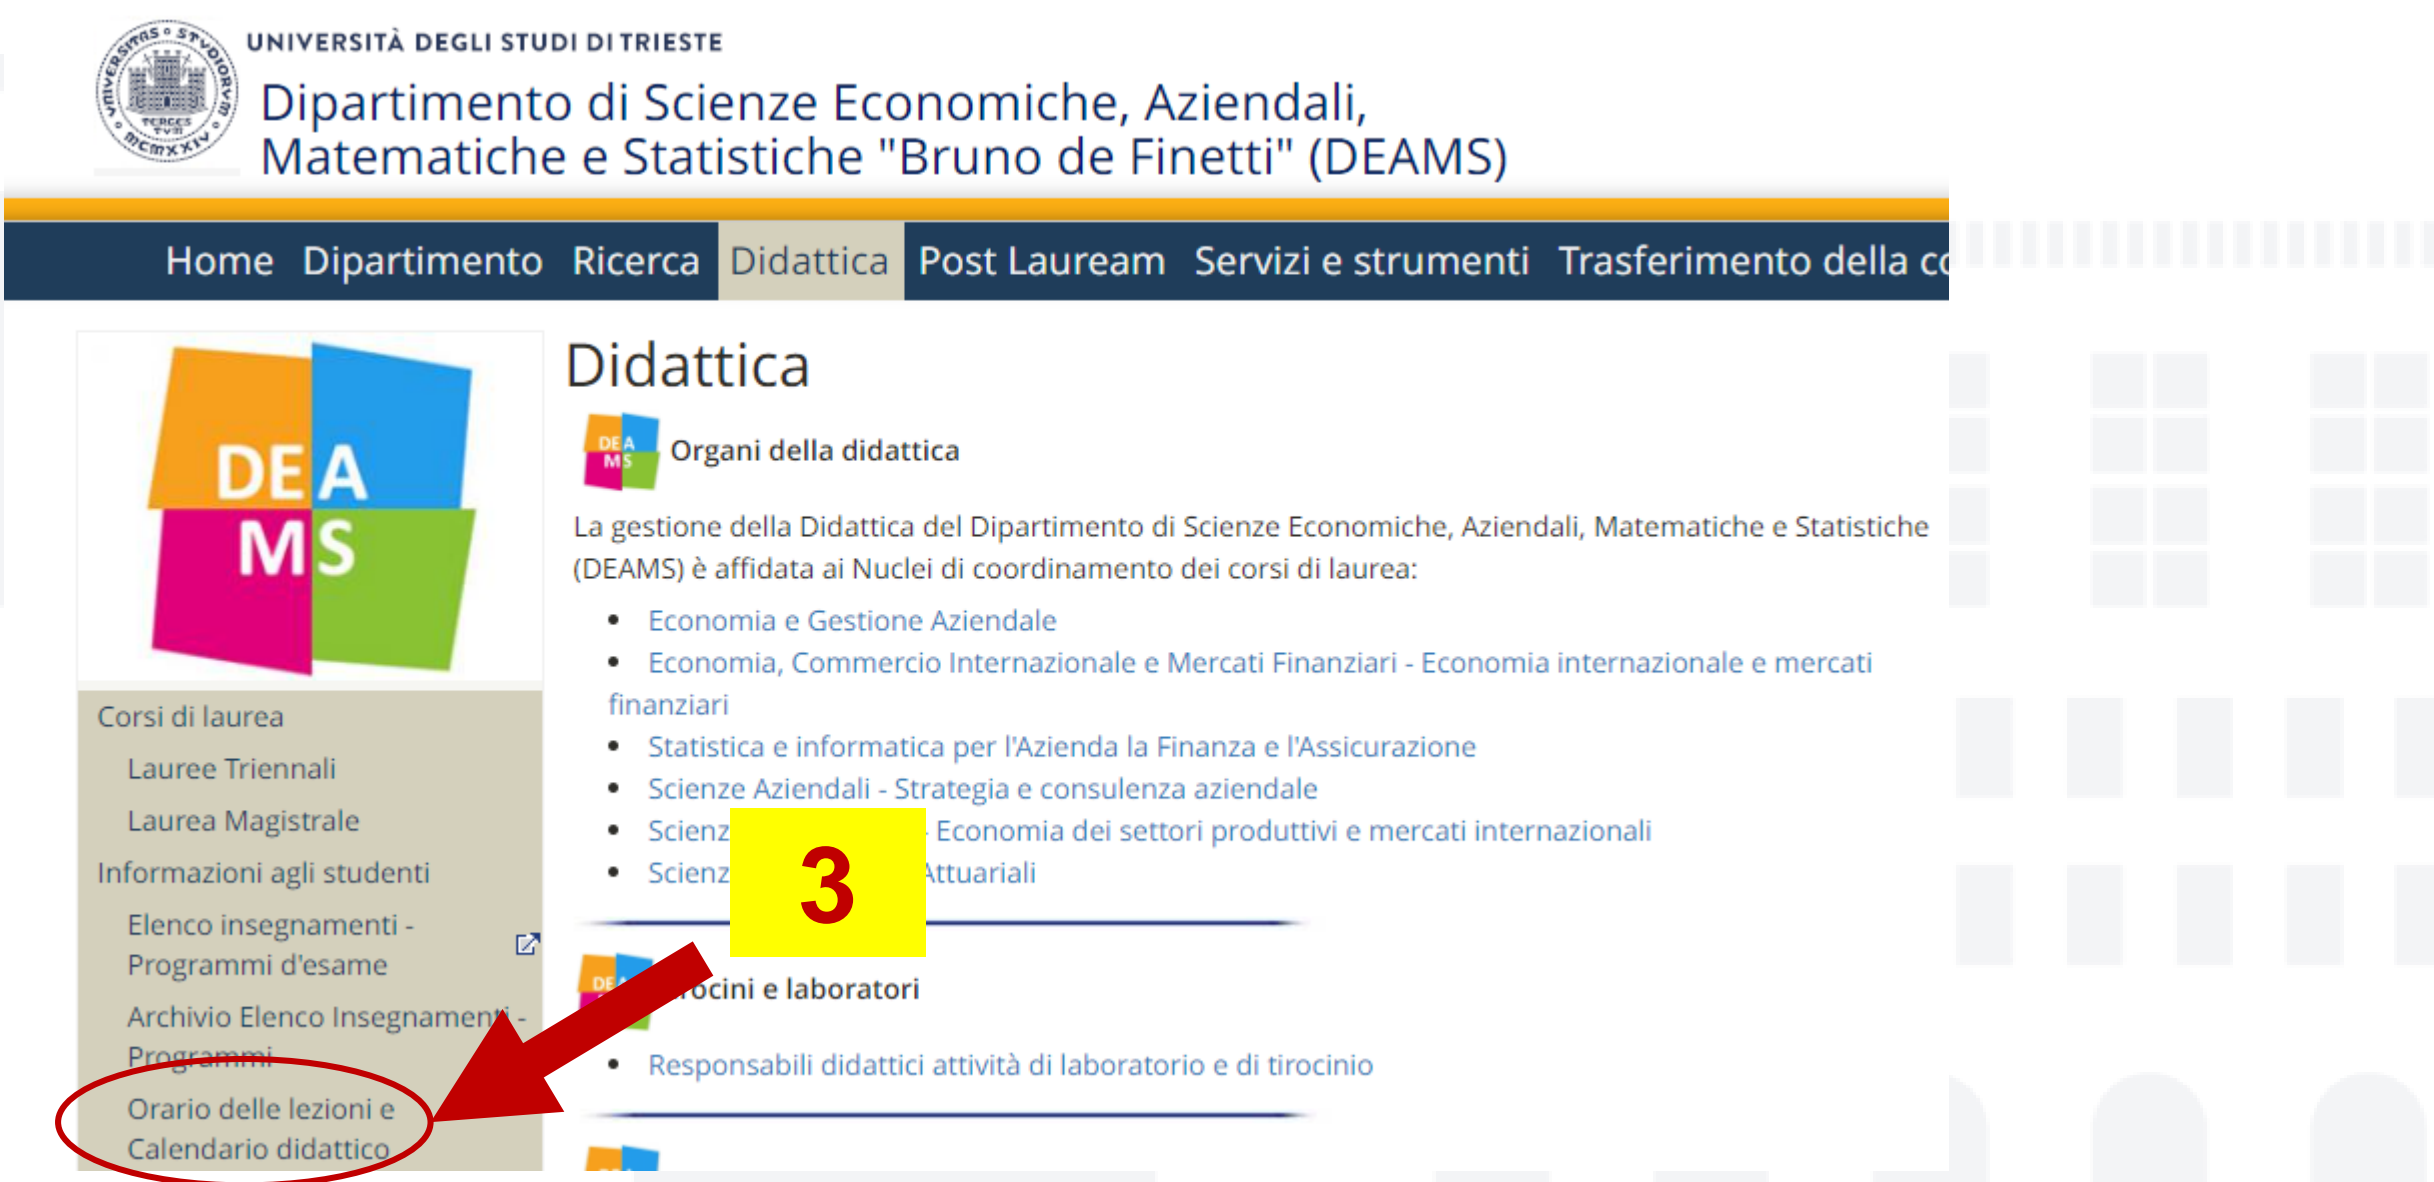 UNIVERSITÀ DEGLI STUDI DI TRIESTE
Dipartimento di Scienze Economiche, Aziendali,
Matematiche e Statistiche "Bruno de Finetti" (DEAMS)
Home Dipartimento Ricerca Didattica Post Lauream Servizi e strumenti Trasferimento della
DEA
MS
Corsi di laurea
Lauree Triennali
Laurea Magistrale
Informazioni agli studenti
Elenco insegnamenti -
Programmi d'esame
Archivio Elenco Insegnamenti -
Programmi
Orario delle lezioni e
Calendario didattico
Didattica
DEA
MS
Organi della didattica
La gestione della Didattica del Dipartimento di Scienze Economiche, Aziendali, Matematiche e Statistiche
(DEAMS) è affidata ai Nuclei di coordinamento dei corsi di laurea:
• Economia e Gestione Aziendale
• Economia, Commercio Internazionale e Mercati Finanziari - Economia internazionale e mercati
finanziari
• Statistica e informatica per l'Azienda la Finanza e l'Assicurazione
• Scienze Aziendali - Strategia e consulenza aziendale
• Scienz - Economia dei settori produttivi e mercati internazionali
• Scienz Attuariali
3
e laboratori
• Responsabili didattici attività di laboratorio e di tirocinio